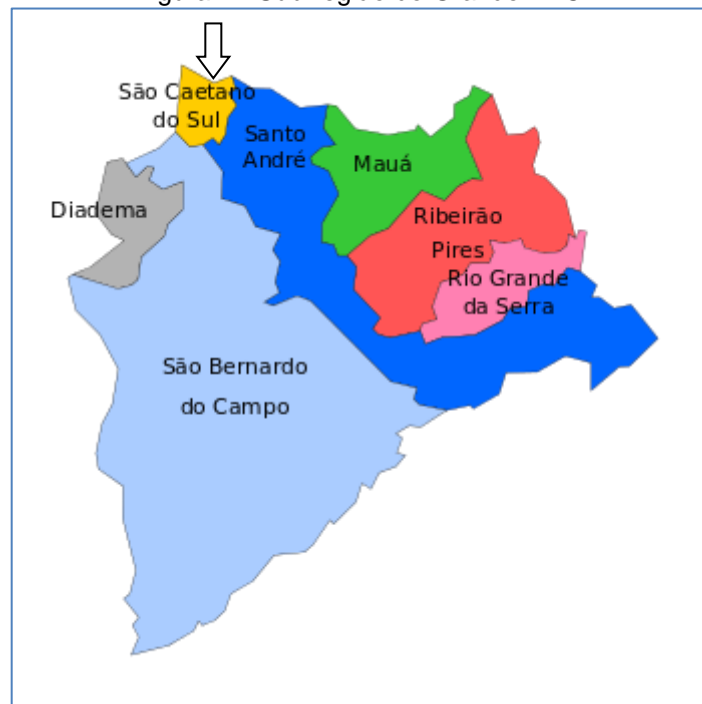 São Caetano
do Sul
Santo
André
Mauá
Diadema
Ribeirão
Pires
Rio Grande
da Serra
São Bernardo
do Campo